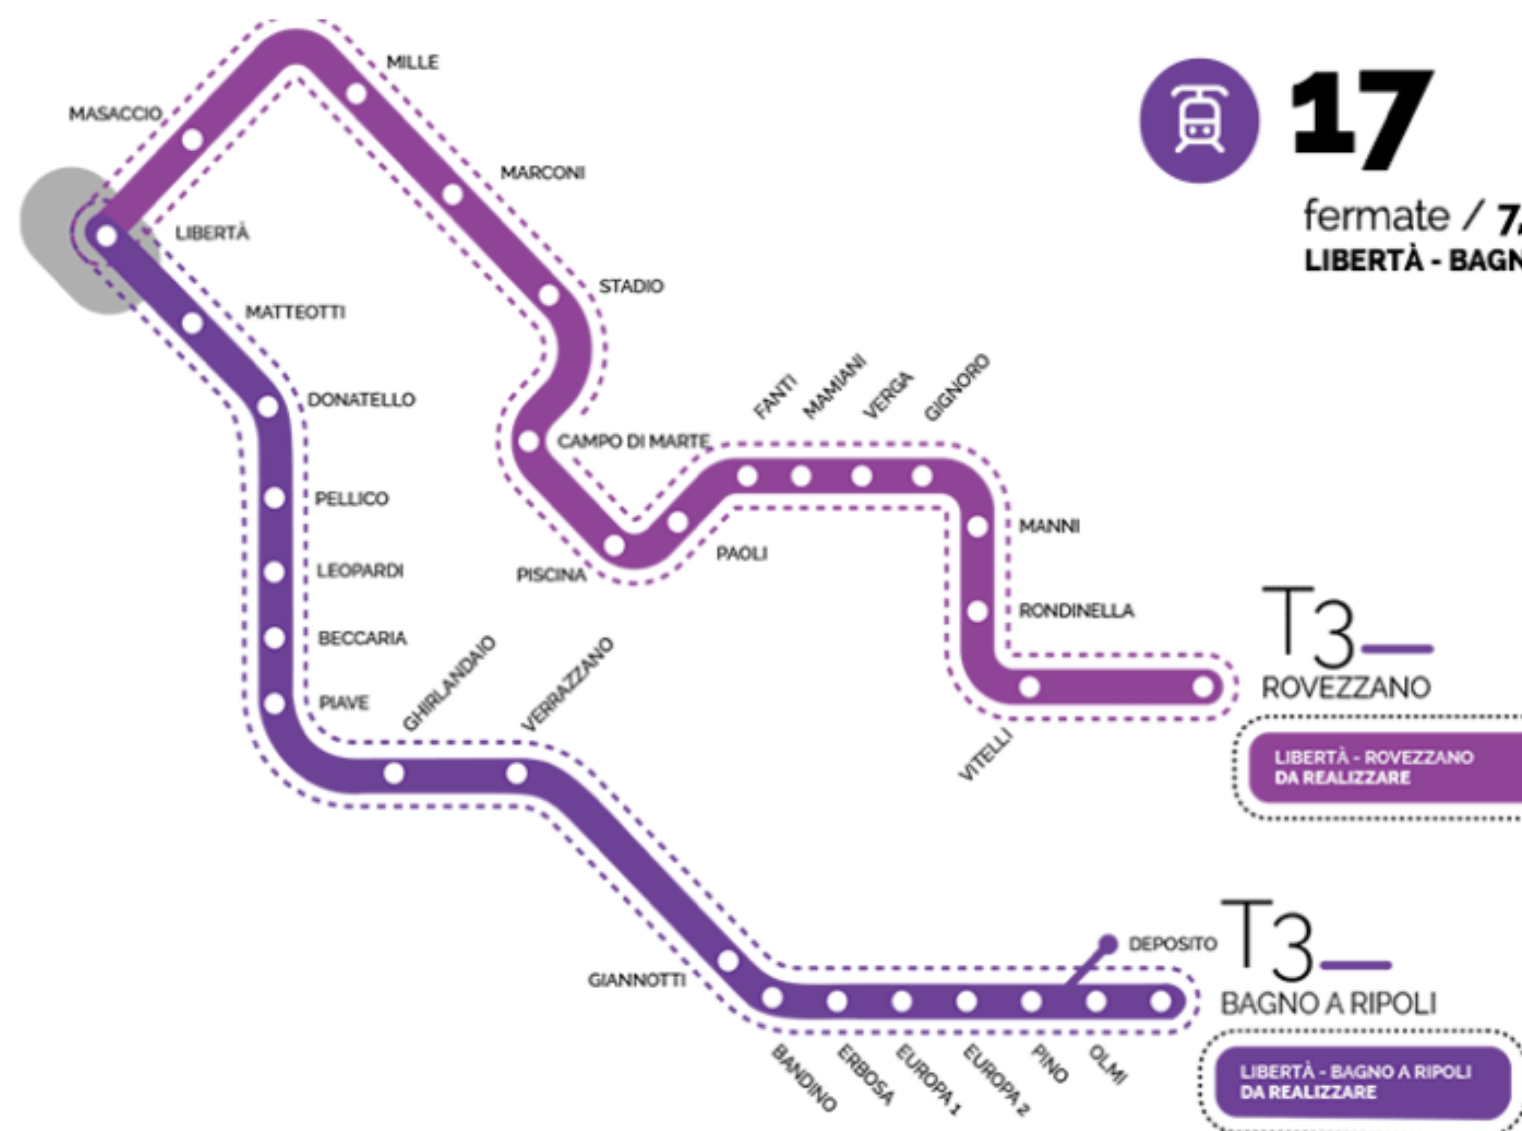 MILLE
MASACCIO
MARCONI
LIBERTÀ
STADIO
MATTEOTTI
DONATELLO
CAMPO DI MARTE
FANTI
MAMIANI
VERGA
GIGNORO
PELLICO
MANNI
PAOLI
LEOPARDI
PISCINA
RONDINELLA
BECCARIA
GHIRLANDAIO
VERRAZZANO
PIAVE
VITELLI
GIANNOTTI
DEPOSITO
BANDINO
ERBOSA
EUROPA 1
EUROPA 2
PINO
OLMI
17
fermate / 7,
LIBERTÀ - BAGN
T3
ROVEZZANO
LIBERTÀ - ROVEZZANO
DA REALIZZARE
T3
BAGNO A RIPOLI
LIBERTÀ - BAGNO A RIPOLI
DA REALIZZARE